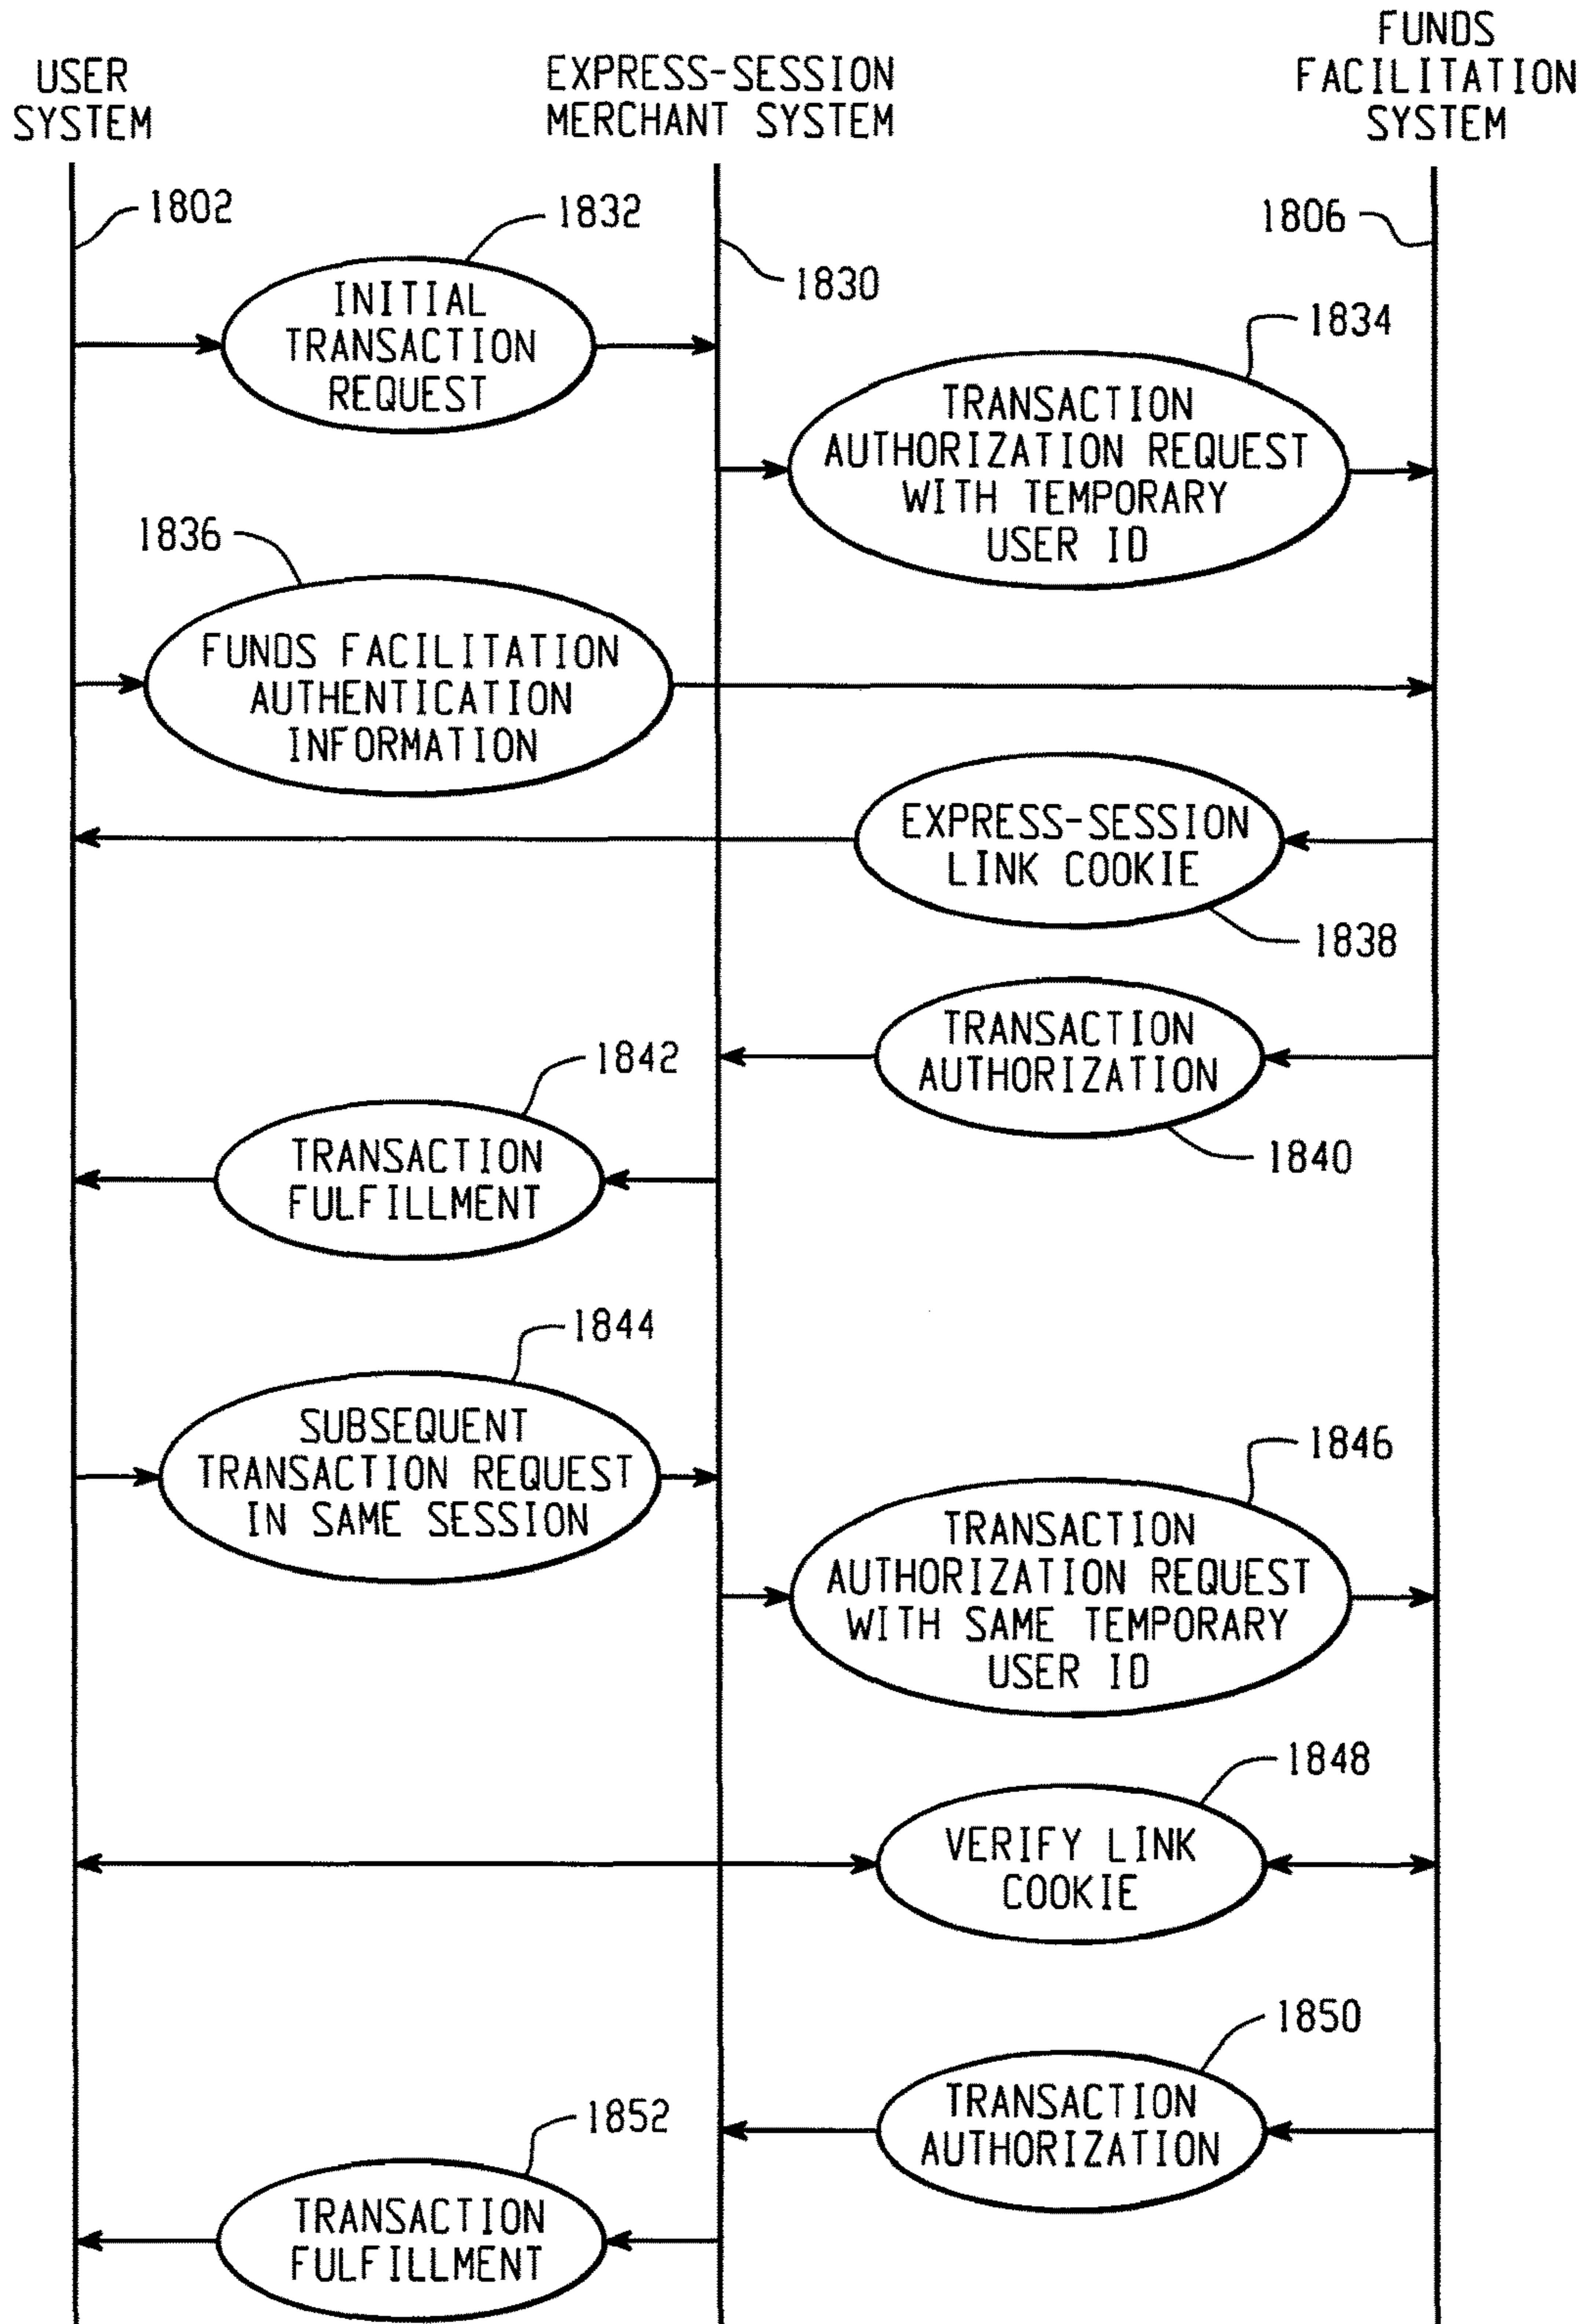 USER
SYSTEM
EXPRESS-SESSION
MERCHANT SYSTEM
FUNDS
FACILITATION
SYSTEM
1802
1832
1806
1830
INITIAL
TRANSACTION
REQUEST
1834
TRANSACTION
AUTHORIZATION REQUEST
WITH TEMPORARY
USER ID
1836
FUNDS FACILITATION
AUTHENTICATION
INFORMATION
EXPRESS-SESSION
LINK COOKIE
1838
TRANSACTION
AUTHORIZATION
1840
1842
TRANSACTION
FULFILLMENT
1844
SUBSEQUENT
TRANSACTION REQUEST
IN SAME SESSION
1846
TRANSACTION
AUTHORIZATION REQUEST
WITH SAME TEMPORARY
USER ID
1848
VERIFY LINK
COOKIE
1850
TRANSACTION
AUTHORIZATION
1852
TRANSACTION
FULFILLMENT